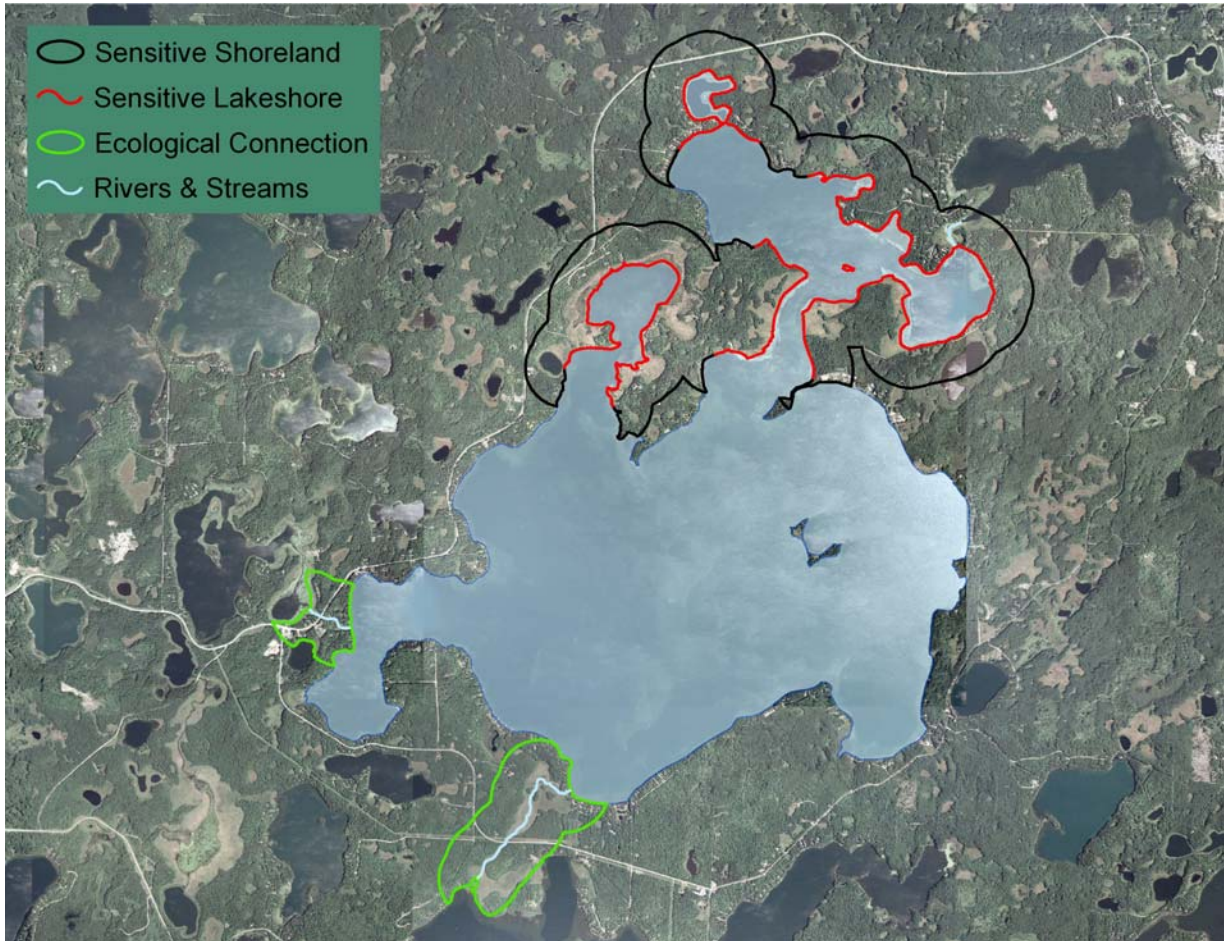 Sensitive Shoreland
Sensitive Lakeshore
Ecological Connection
Rivers & Streams